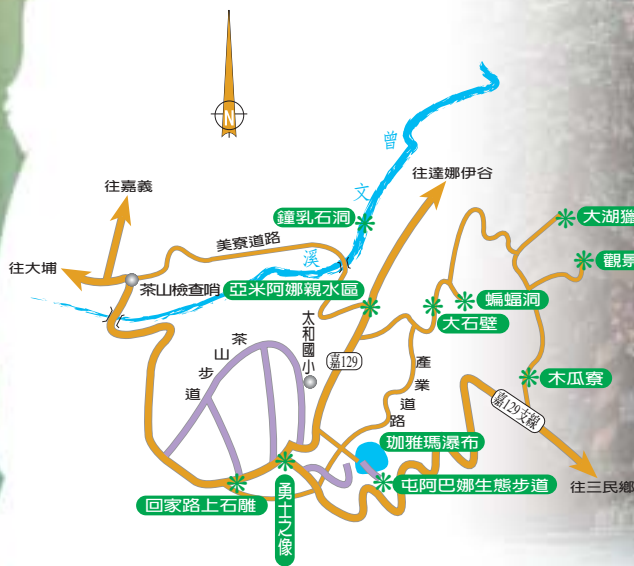 N
曾文溪
往達娜伊谷
往嘉義
鐘乳石洞
大湖獵
美寮道路
往大埔
觀景
茶山檢查哨
亞米阿娜親水區
蝙蝠洞
大石壁
太和國小
嘉129
茶山步道
產業道路
木瓜寮
嘉129支線
珈雅瑪瀑布
屯阿巴娜生態步道
往三民鄉
回家路上石雕
勇士之像